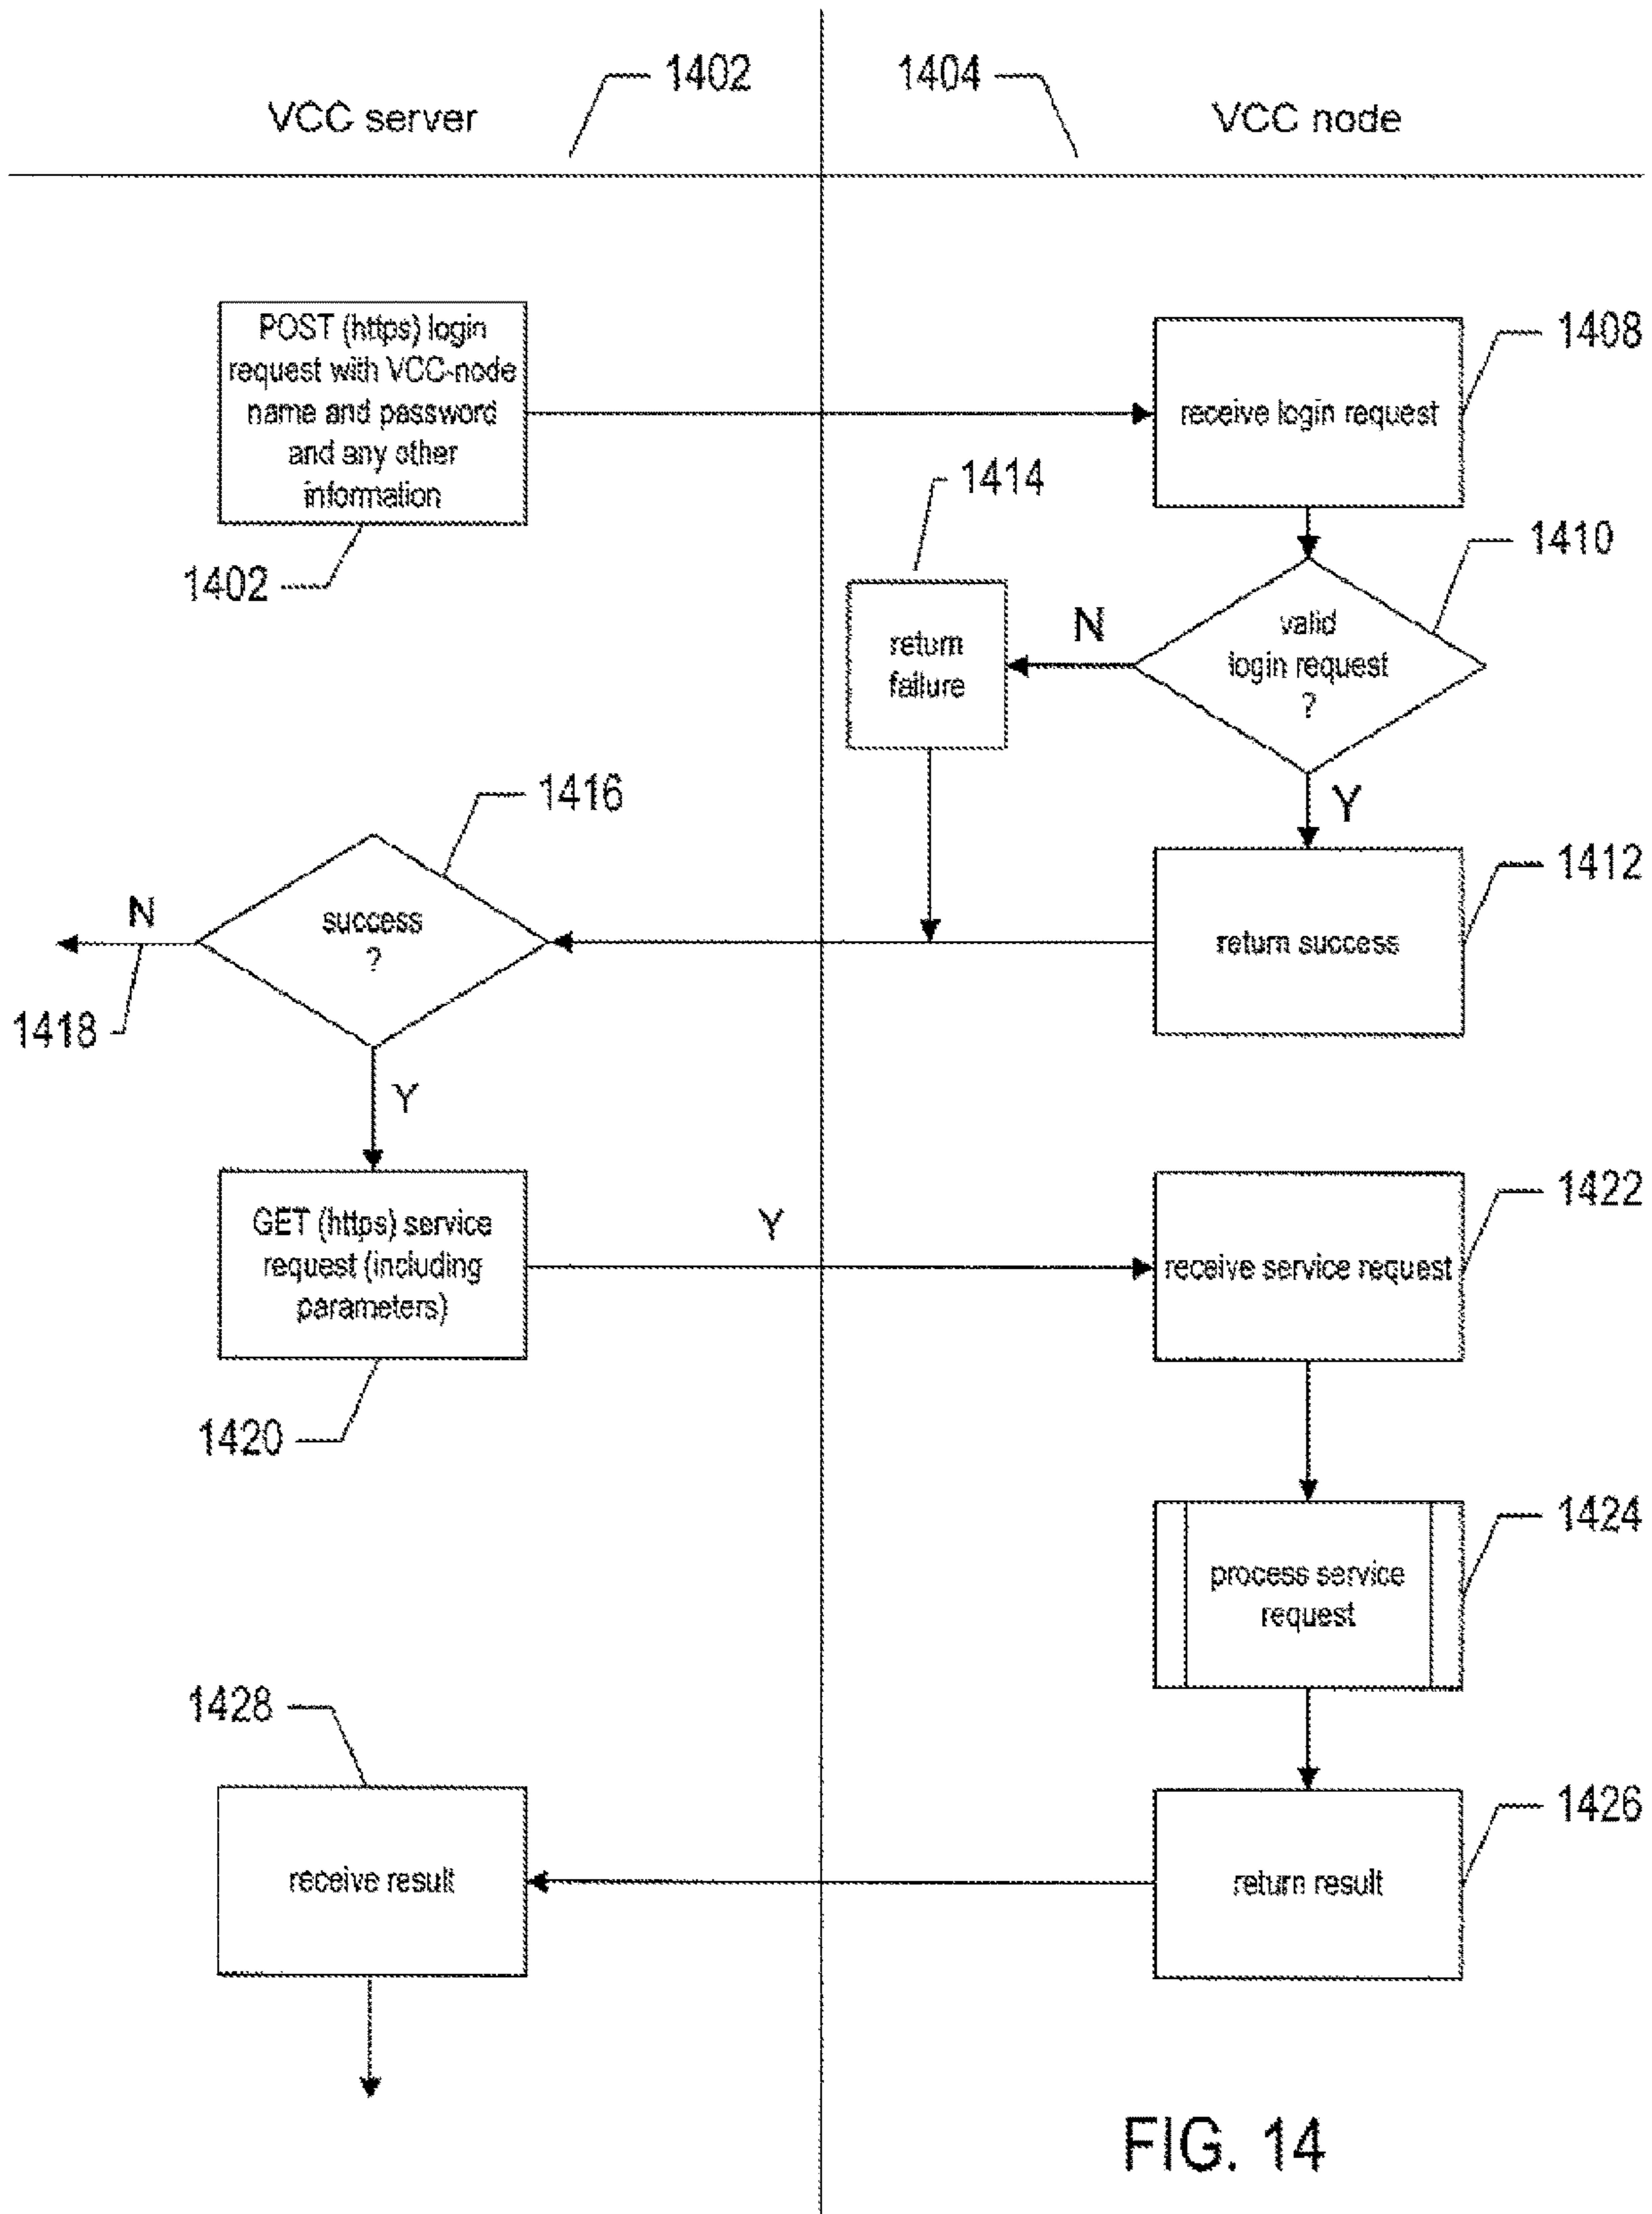 1402
1404
VCC server
VCC node
POST (https) login
request with VCC-node
name and password
and any other
information
1402
receive login request
1408
1414
1410
valid
login request
?
N
return
failure
Y
1416
success
?
N
1418
return success
1412
Y
GET (https) service
request (including
parameters)
1420
Y
receive service request
1422
process service
request
1424
1428
receive result
return result
1426
FIG. 14